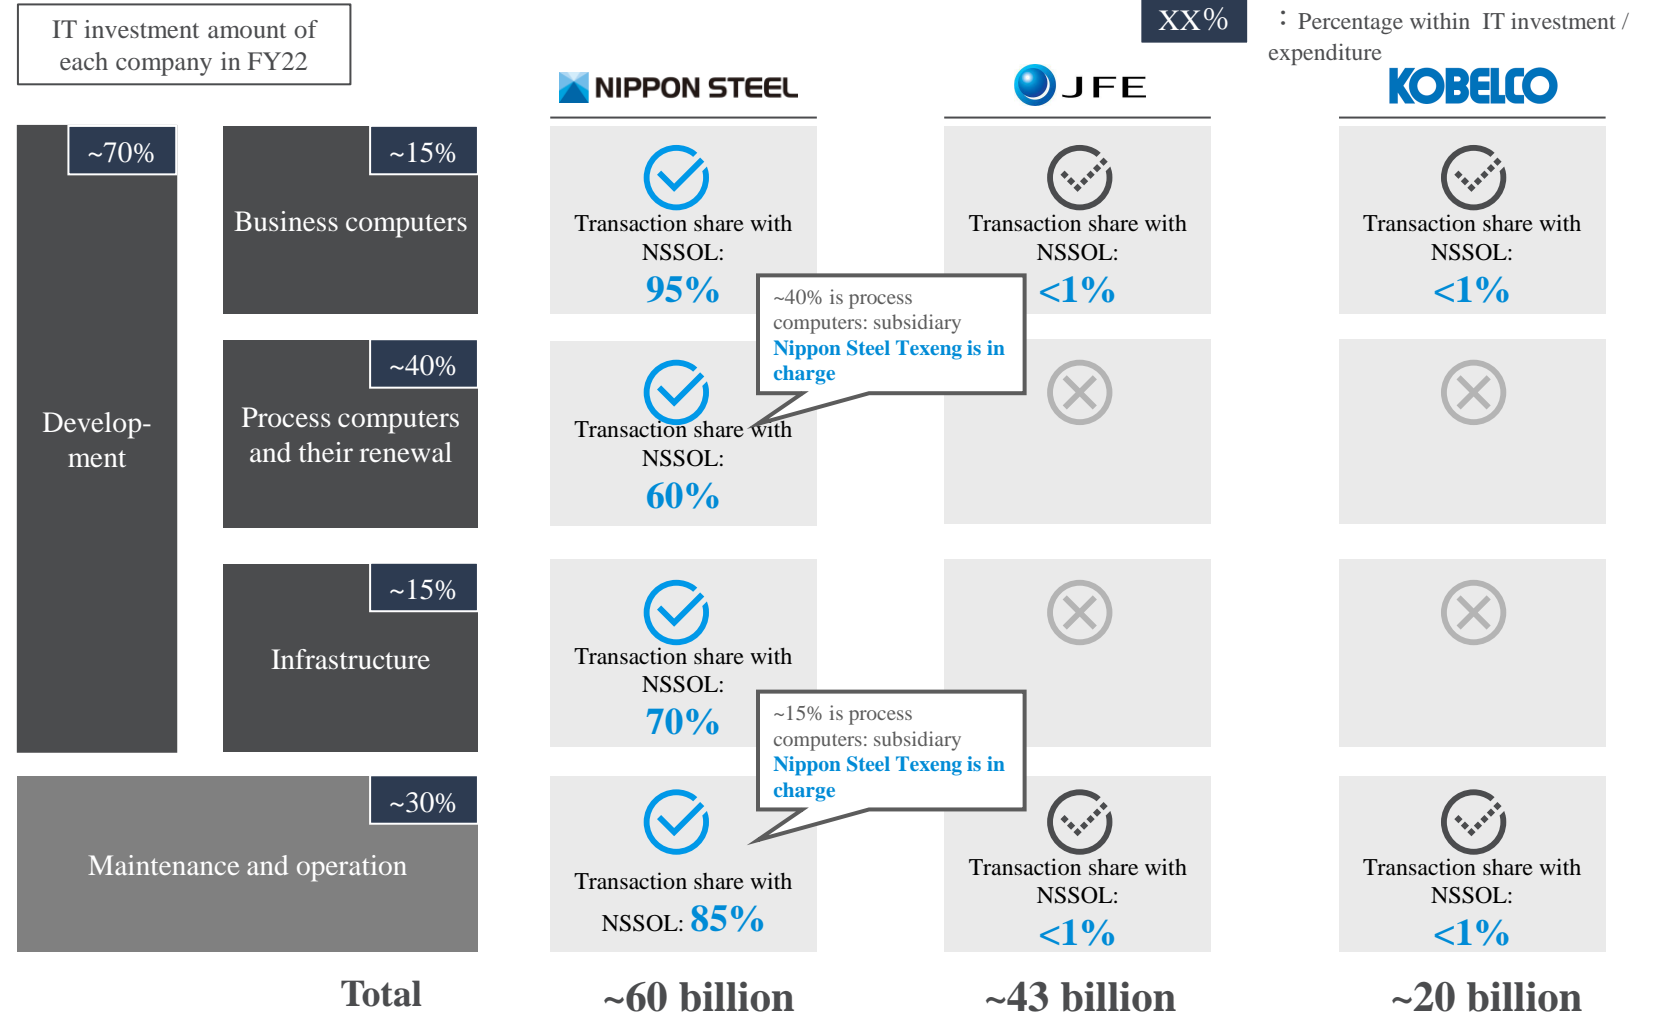 IT investment amount of
each company in FY22
XX%
：Percentage within IT investment /
expenditure
NIPPON STEEL
JFE
KOBELCO
~70%
Develop-
ment
~15%
Business computers
Transaction share with
NSSOL:
95%
Transaction share with
NSSOL:
<1%
Transaction share with
NSSOL:
<1%
~40% is process
computers: subsidiary
Nippon Steel Texeng is in
charge
~40%
Process computers
and their renewal
Transaction share with
NSSOL:
60%
~15%
Infrastructure
Transaction share with
NSSOL:
70%
~15% is process
computers: subsidiary
Nippon Steel Texeng is in
charge
~30%
Maintenance and operation
Transaction share with
NSSOL: 85%
Transaction share with
NSSOL:
<1%
Transaction share with
NSSOL:
<1%
Total
~60 billion
~43 billion
~20 billion